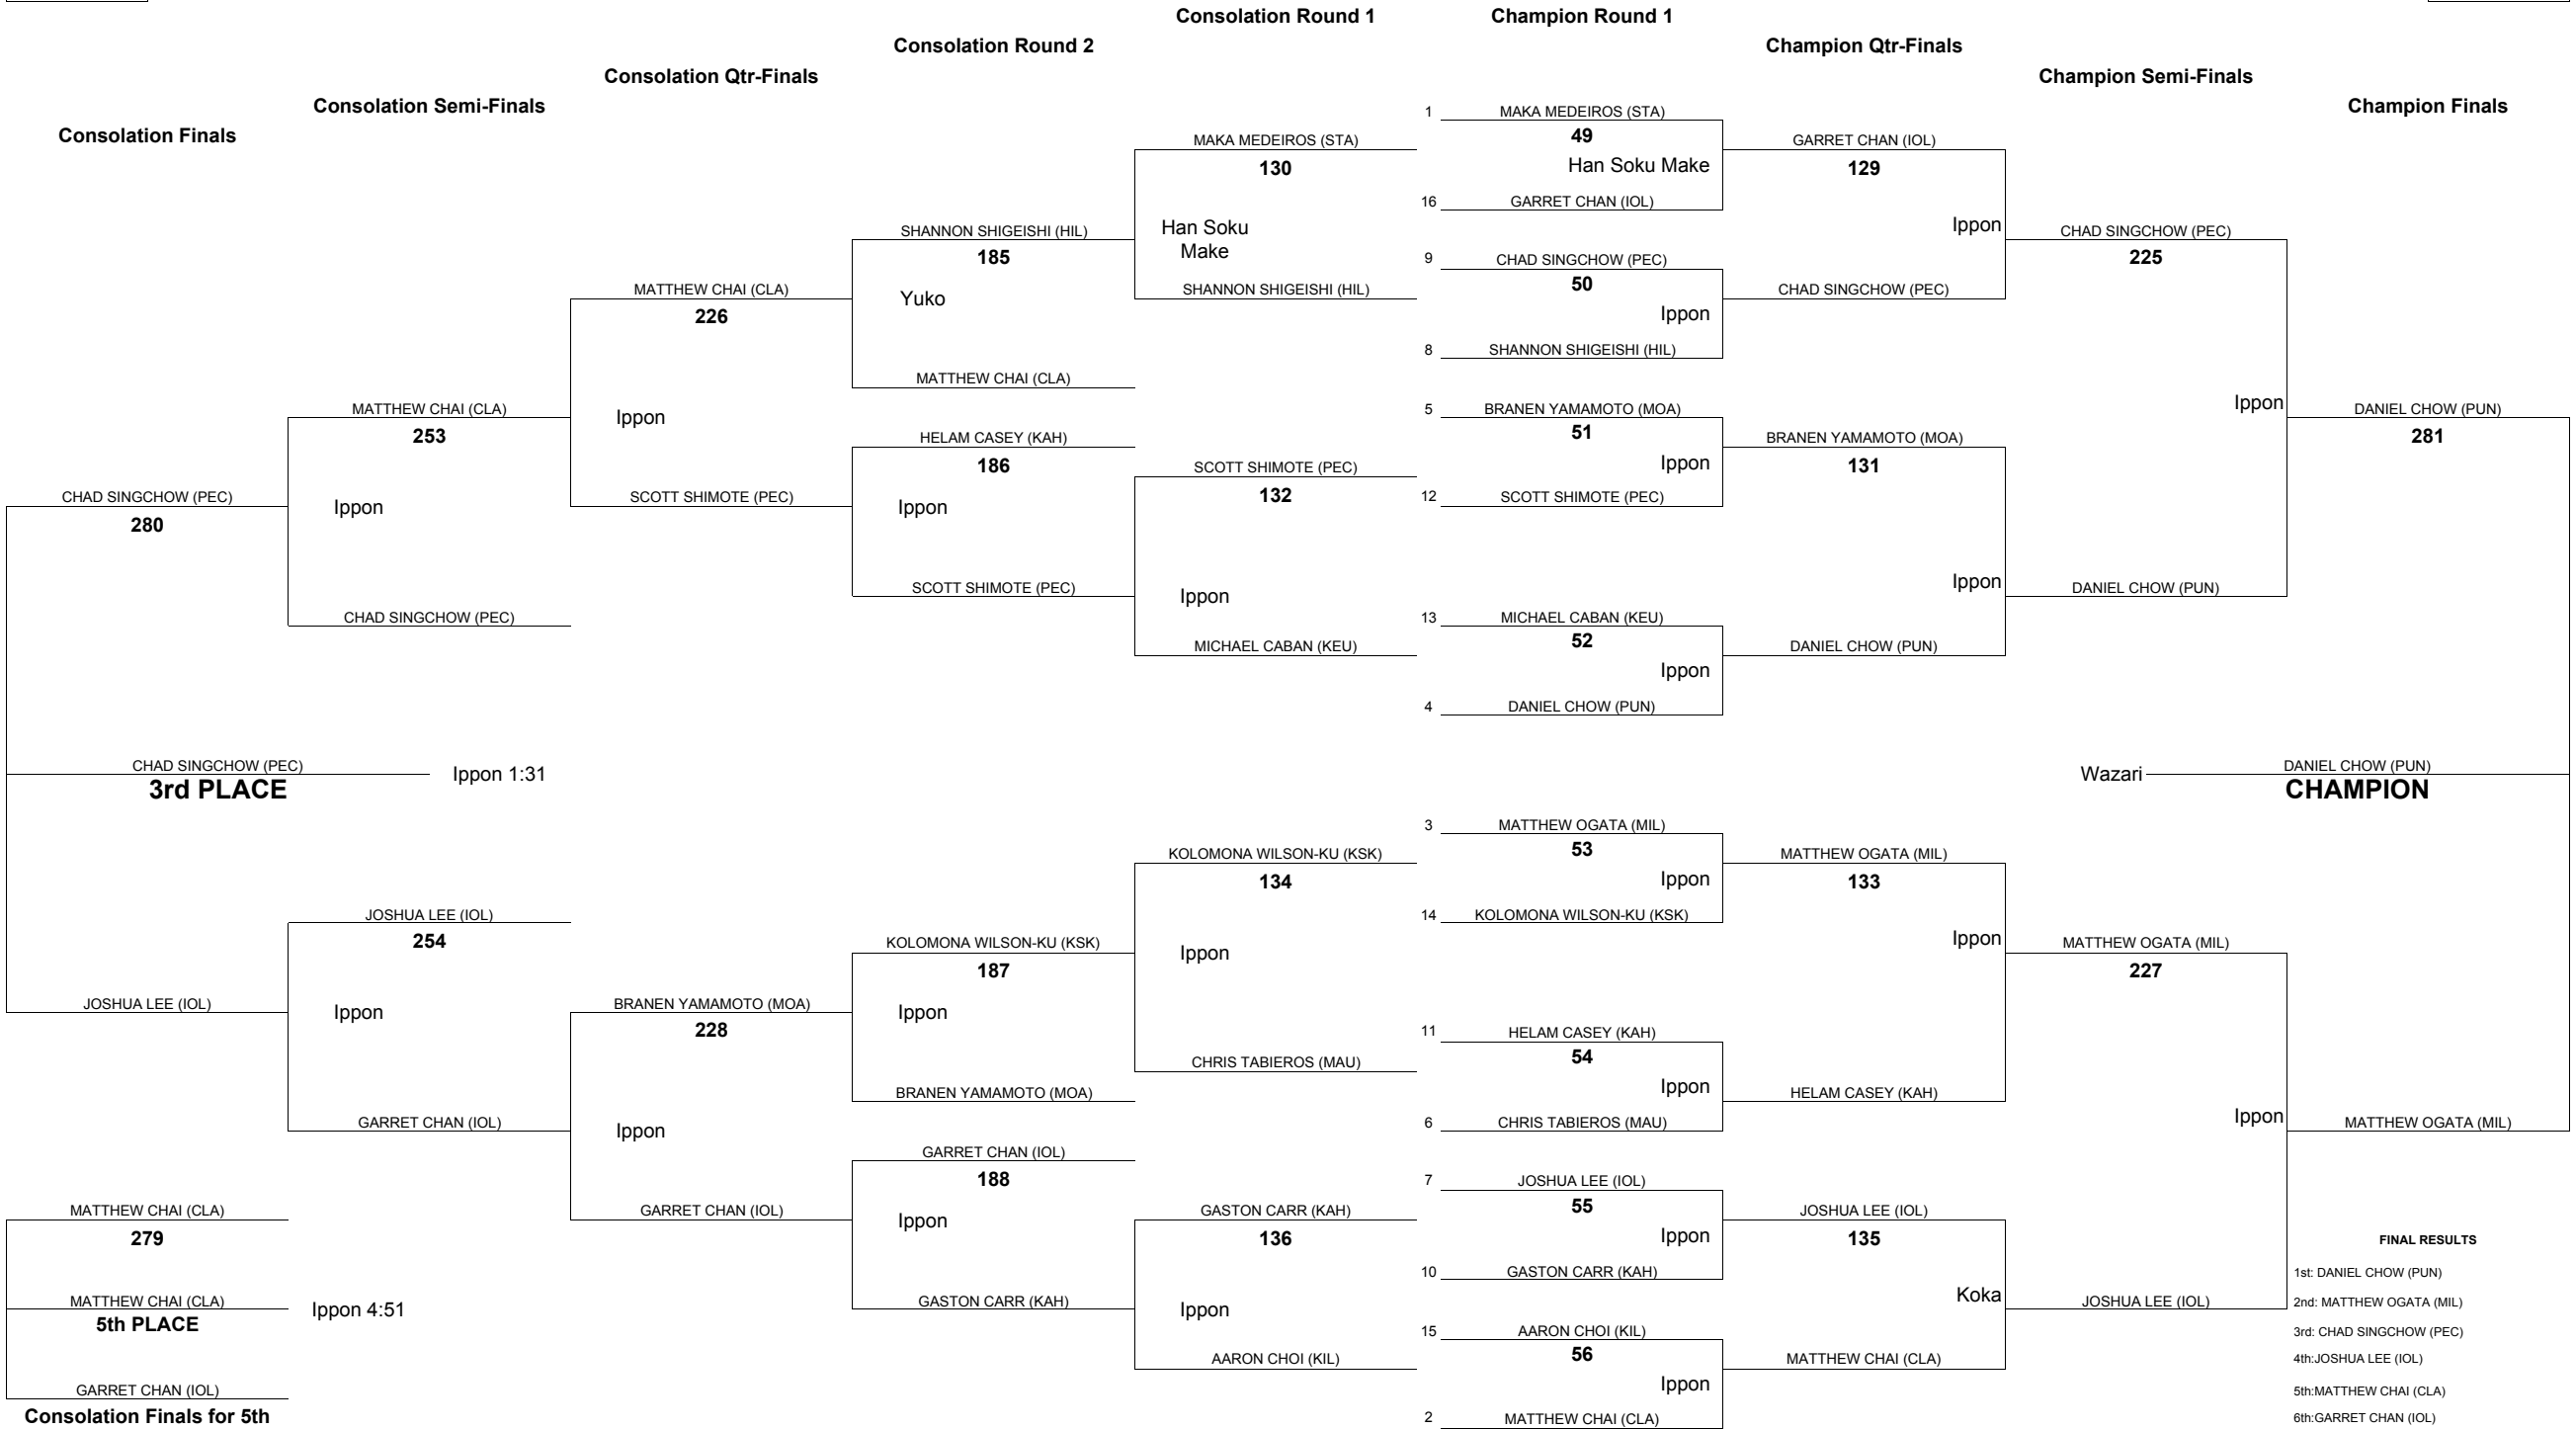 Consolation Round 1
Champion Round 1
Consolation Round 2
Champion Qtr-Finals
Consolation Qtr-Finals
Champion Semi-Finals
Consolation Semi-Finals
Champion Finals
Consolation Finals
CHAD SINGCHOW (PEC)
280
CHAD SINGCHOW (PEC)
3rd PLACE
Ippon 1:31
JOSHUA LEE (IOL)
MATTHEW CHAI (CLA)
279
MATTHEW CHAI (CLA)
5th PLACE
Ippon 4:51
GARRET CHAN (IOL)
Consolation Finals for 5th
MATTHEW CHAI (CLA)
253
Ippon
CHAD SINGCHOW (PEC)
JOSHUA LEE (IOL)
254
Ippon
GARRET CHAN (IOL)
MATTHEW CHAI (CLA)
226
Ippon
SCOTT SHIMOTE (PEC)
BRANEN YAMAMOTO (MOA)
228
Ippon
GARRET CHAN (IOL)
SHANNON SHIGEISHI (HIL)
185
Yuko
MATTHEW CHAI (CLA)
HELAM CASEY (KAH)
186
Ippon
SCOTT SHIMOTE (PEC)
KOLOMONA WILSON-KU (KSK)
187
Ippon
BRANEN YAMAMOTO (MOA)
GARRET CHAN (IOL)
188
Ippon
GASTON CARR (KAH)
MAKA MEDEIROS (STA)
130
Han Soku
Make
SHANNON SHIGEISHI (HIL)
SCOTT SHIMOTE (PEC)
132
Ippon
MICHAEL CABAN (KEU)
KOLOMONA WILSON-KU (KSK)
134
Ippon
CHRIS TABIEROS (MAU)
GASTON CARR (KAH)
136
Ippon
AARON CHOI (KIL)
1 MAKA MEDEIROS (STA)
49
Han Soku Make
16 GARRET CHAN (IOL)
9 CHAD SINGCHOW (PEC)
50
Ippon
8 SHANNON SHIGEISHI (HIL)
5 BRANEN YAMAMOTO (MOA)
51
Ippon
12 SCOTT SHIMOTE (PEC)
13 MICHAEL CABAN (KEU)
52
Ippon
4 DANIEL CHOW (PUN)
3 MATTHEW OGATA (MIL)
53
Ippon
14 KOLOMONA WILSON-KU (KSK)
11 HELAM CASEY (KAH)
54
Ippon
6 CHRIS TABIEROS (MAU)
7 JOSHUA LEE (IOL)
55
Ippon
10 GASTON CARR (KAH)
15 AARON CHOI (KIL)
56
Ippon
2 MATTHEW CHAI (CLA)
GARRET CHAN (IOL)
129
Ippon
CHAD SINGCHOW (PEC)
BRANEN YAMAMOTO (MOA)
131
Ippon
DANIEL CHOW (PUN)
MATTHEW OGATA (MIL)
133
Ippon
HELAM CASEY (KAH)
JOSHUA LEE (IOL)
135
Koka
MATTHEW CHAI (CLA)
CHAD SINGCHOW (PEC)
225
Ippon
DANIEL CHOW (PUN)
MATTHEW OGATA (MIL)
227
Ippon
JOSHUA LEE (IOL)
DANIEL CHOW (PUN)
281
Wazari
DANIEL CHOW (PUN)
CHAMPION
MATTHEW OGATA (MIL)
FINAL RESULTS
1st: DANIEL CHOW (PUN)
2nd: MATTHEW OGATA (MIL)
3rd: CHAD SINGCHOW (PEC)
4th:JOSHUA LEE (IOL)
5th:MATTHEW CHAI (CLA)
6th:GARRET CHAN (IOL)